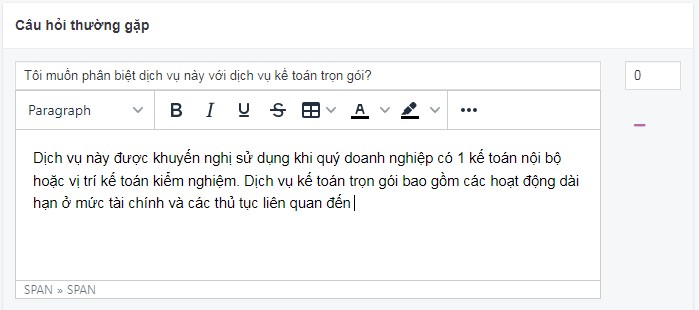 Câu hỏi thường gặp
Tôi muốn phân biệt dịch vụ này với dịch vụ kế toán trọn gói?
0
Paragraph
B I U S A
Dịch vụ này được khuyến nghị sử dụng khi quý doanh nghiệp có 1 kế toán nội bộ
hoặc vị trí kế toán kiểm nghiệm. Dịch vụ kế toán trọn gói bao gồm các hoạt động dài
hạn ở mức tài chính và các thủ tục liên quan đến
SPAN » SPAN